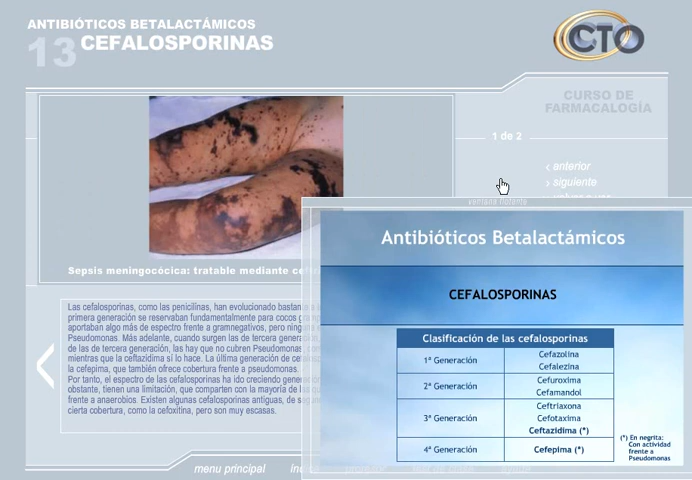 ANTIBIÓTICOS BETALACTÁMICOS
13 CEFALOSPORINAS
CTO
CURSO DE
FARMACALOGÍA
1 de 2
‹ anterior
› siguiente
ventana flotante
Sepsis meningocócica: tratable mediante
Las cefalosporinas, como las penicilinas, han evolucionado
primera generación se reservaban fundamentalmente para cocos
aportaban algo más de espectro frente a gramnegativos, pero
Pseudomonas. Más adelante, cuando surgen las de tercera
de las de tercera generación, las hay que no cubren Pseudomonas
mientras que la ceftazidima sí lo hace. La última generación de
la cefepima, que también ofrece cobertura frente a pseudomonas.
Por tanto, el espectro de las cefalosporinas ha ido creciendo
obstante, tienen una limitación, que comparten con la mayoría de
frente a anaerobios. Existen algunas cefalosporinas antiguas, de
cierta cobertura, como la cefoxitina, pero son muy escasas.
Antibióticos Betalactámicos
CEFALOSPORINAS
Clasificación de las cefalosporinas
1ª Generación
Cefazolina
Cefalezina
2ª Generación
Cefuroxima
Cefamandol
3ª Generación
Ceftriaxona
Cefotaxima
Ceftazidima (*)
4ª Generación
Cefepima (*)
(*) En negrita:
Con actividad
frente a
Pseudomonas
menu principal